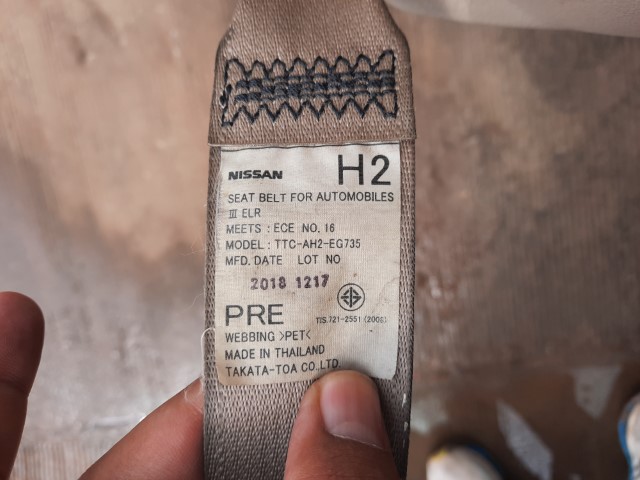 NISSAN H2
SEAT BELT FOR AUTOMOBILES
III ELR
MEETS : ECE NO. 16
MODEL : TTC-AH2-EG735
MFD. DATE LOT NO
2018 1217
PRE
TIS.721-2551 (2008)
WEBBING >PET<
MADE IN THAILAND
TAKATA-TOA CO.,LTD.